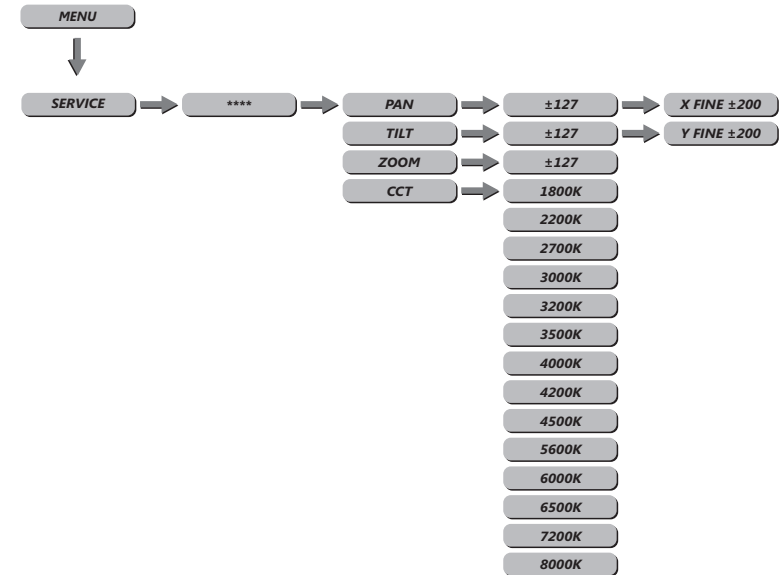 MENU
SERVICE **** PAN ±127 X FINE ±200
TILT ±127 Y FINE ±200
ZOOM ±127
CCT 1800K
2200K
2700K
3000K
3200K
3500K
4000K
4200K
4500K
5600K
6000K
6500K
7200K
8000K